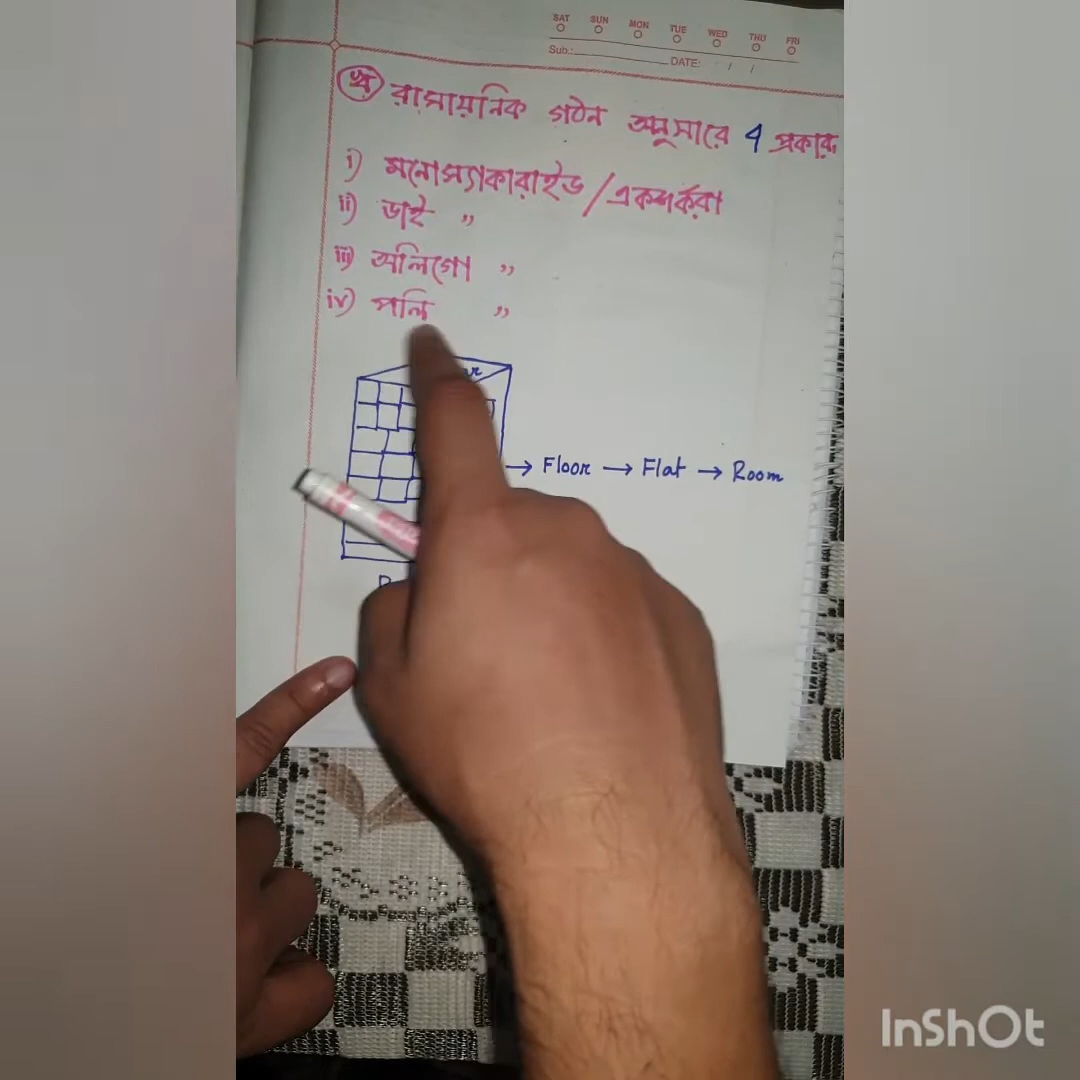 SAT SUN MON TUE WED THU FRI
Sub.: DATE: / /
খ রাসায়নিক গঠন অনুসারে 4 প্রকার
i) মনোস্যাকারাইড / একশর্করা
ii) ডাই "
iii) অলিগো "
iv) পলি "
→ Floor → Flat → Room
InShOt